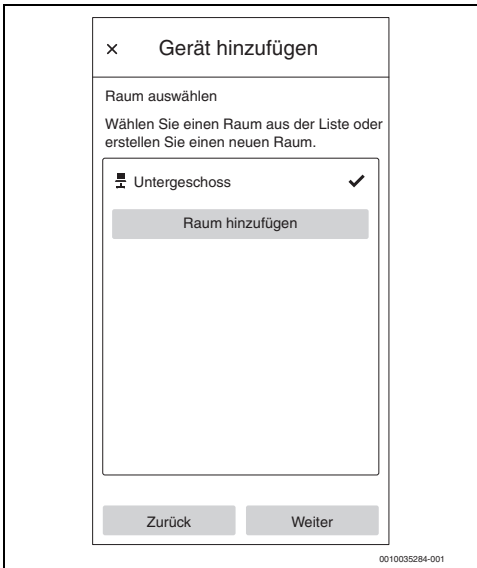 × Gerät hinzufügen
Raum auswählen
Wählen Sie einen Raum aus der Liste oder
erstellen Sie einen neuen Raum.
Untergeschoss
Raum hinzufügen
Zurück Weiter
0010035284-001